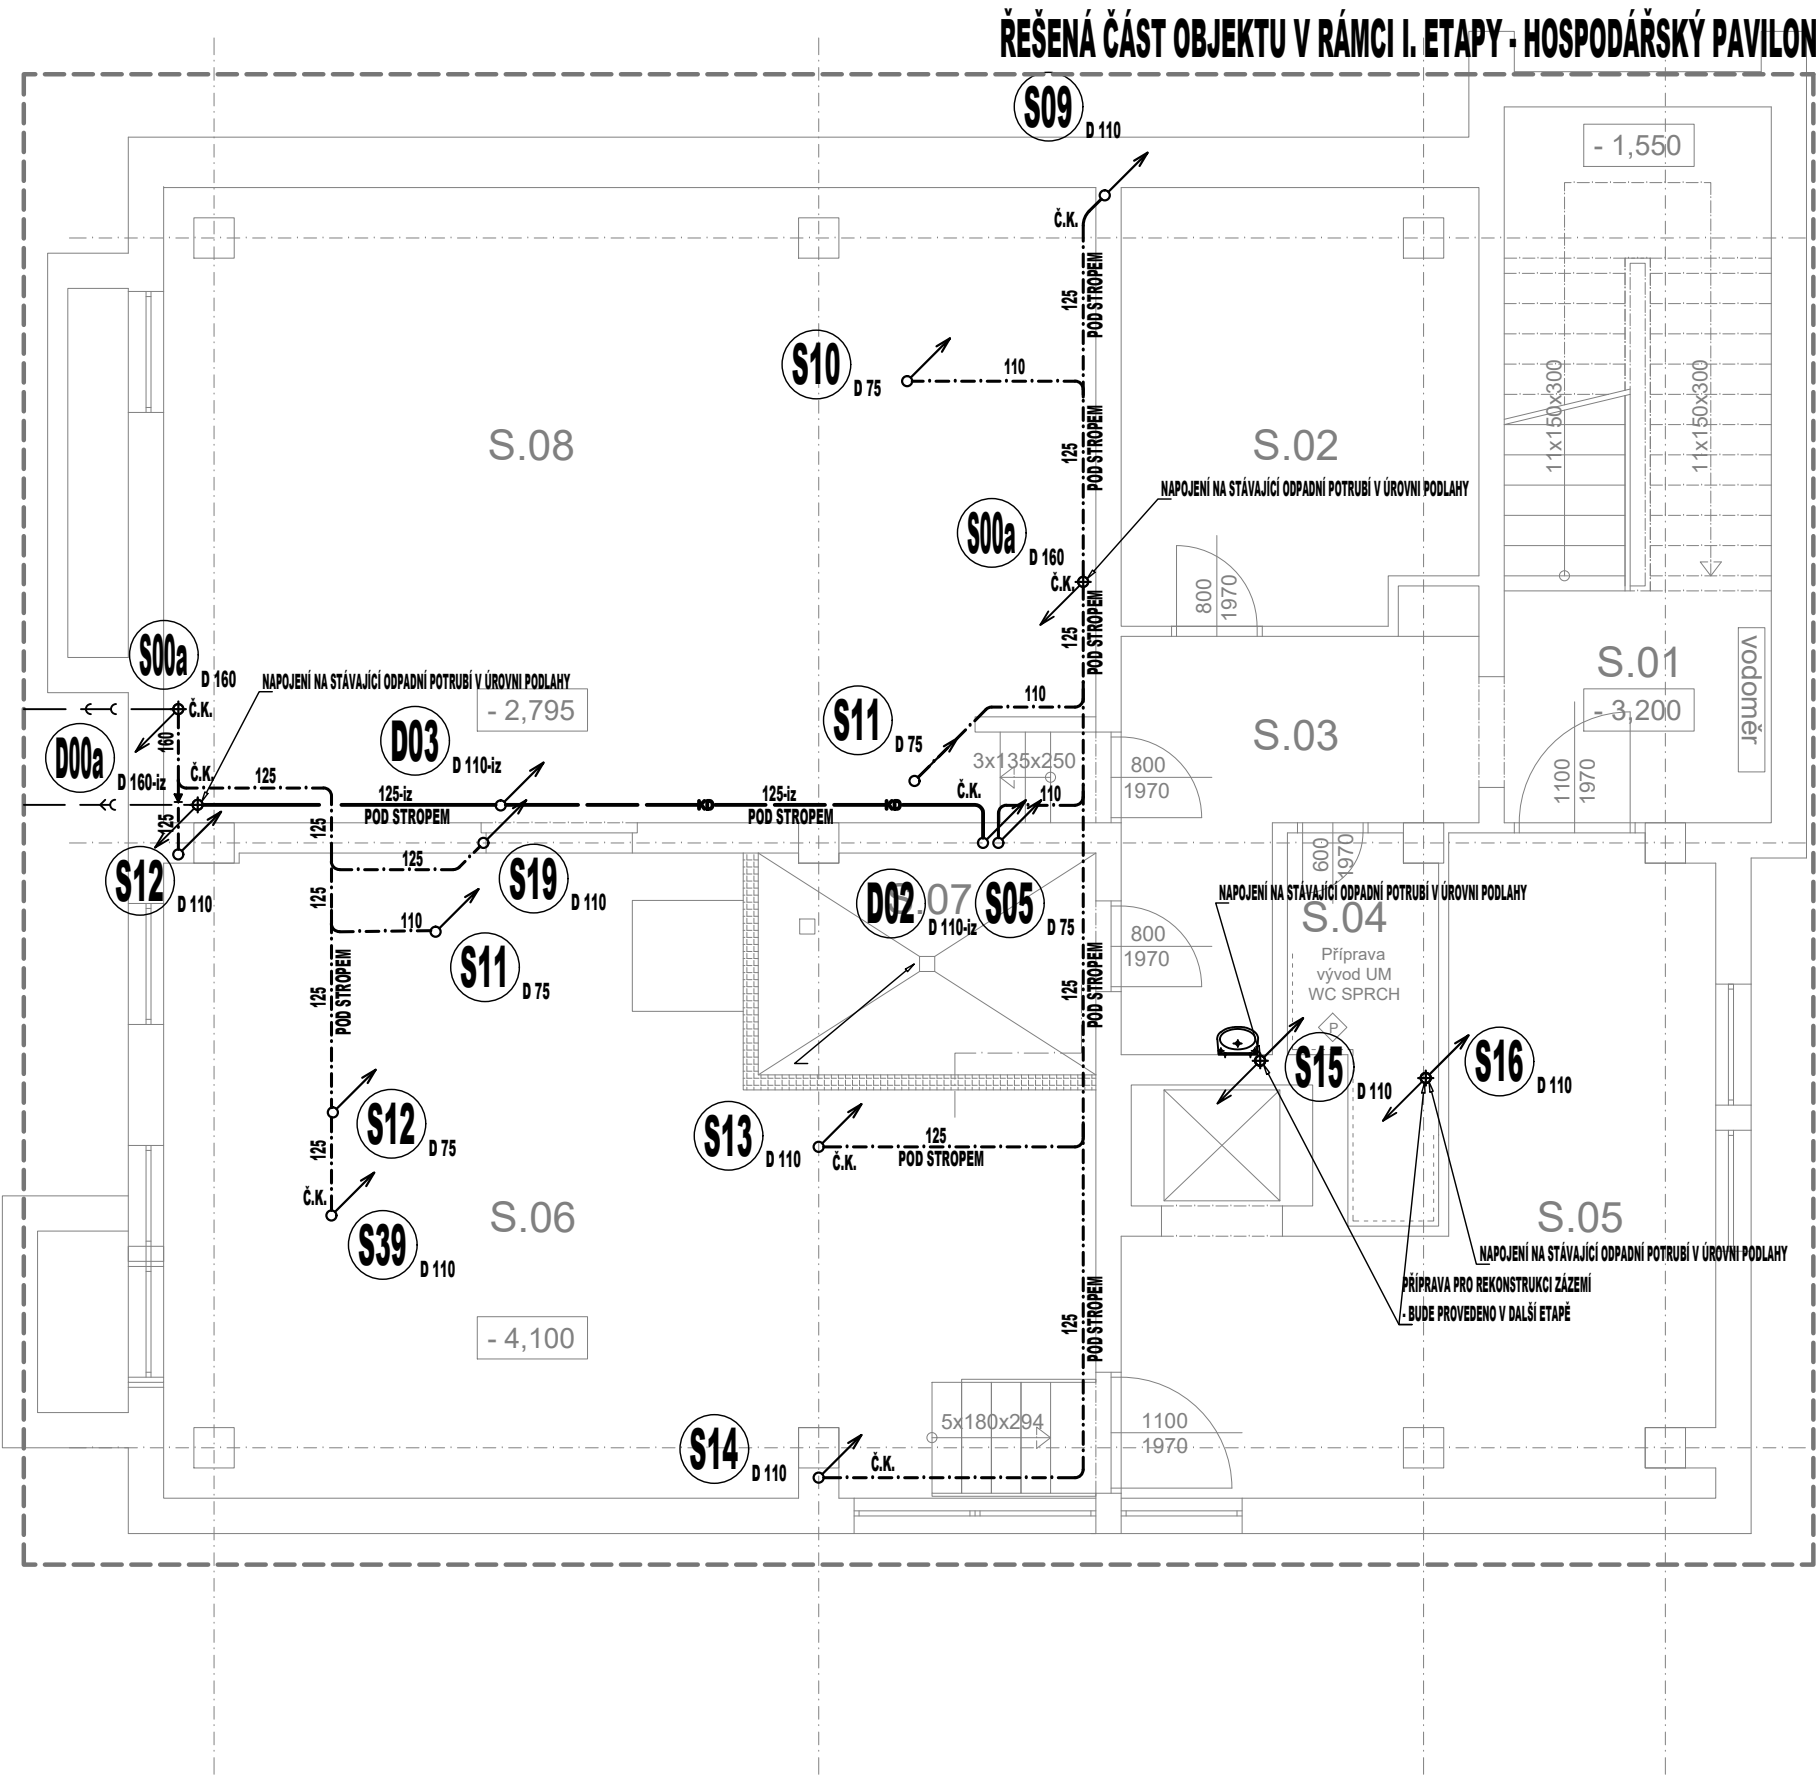 ŘEŠENÁ ČÁST OBJEKTU V RÁMCI I. ETAPY - HOSPODÁŘSKÝ PAVILON
S09
D 110
- 1,550
Č.K.
125
POD STROPEM
S10
D 75
110
11x150x300
11x150x300
S.08
125
POD STROPEM
S.02
NAPOJENÍ NA STÁVAJÍCÍ ODPADNÍ POTRUBÍ V ÚROVNI PODLAHY
S00a
D 160
Č.K.
800
1970
125
POD STROPEM
S00a
D 160
NAPOJENÍ NA STÁVAJÍCÍ ODPADNÍ POTRUBÍ V ÚROVNI PODLAHY
S.01
vodoměr
Č.K.
- 2,795
110
- 3,200
160
D00a
D 160-iz
D03
D 110-iz
S11
D 75
S.03
3x135x250
800
1970
1100
1970
Č.K.
125
125-iz
POD STROPEM
125-iz
POD STROPEM
Č.K.
110
125
125
125
600
1970
S12
D 110
125
S19
D 110
S.07
D02
D 110-iz
S05
D 75
NAPOJENÍ NA STÁVAJÍCÍ ODPADNÍ POTRUBÍ V ÚROVNI PODLAHY
S.04
110
800
1970
Příprava
vývod UM
WC SPRCH
P
S11
D 75
125
POD STROPEM
125
POD STROPEM
S15
D 110
S16
D 110
S12
D 75
125
S13
D 110
125
POD STROPEM
Č.K.
Č.K.
S.06
S.05
S39
D 110
NAPOJENÍ NA STÁVAJÍCÍ ODPADNÍ POTRUBÍ V ÚROVNI PODLAHY
PŘÍPRAVA PRO REKONSTRUKCI ZÁZEMÍ
- BUDE PROVEDENO V DALŠÍ ETAPĚ
125
POD STROPEM
- 4,100
5x180x294
1100
1970
S14
D 110
Č.K.